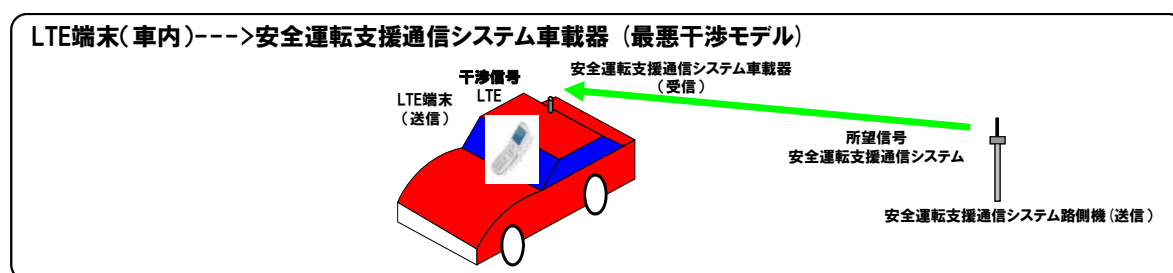 LTE端末(車内)--->安全運転支援通信システム車載器 (最悪干渉モデル)
安全運転支援通信システム車載器
(受信)
干渉信号
LTE
LTE端末
(送信)
所望信号
安全運転支援通信システム
安全運転支援通信システム路側機(送信)